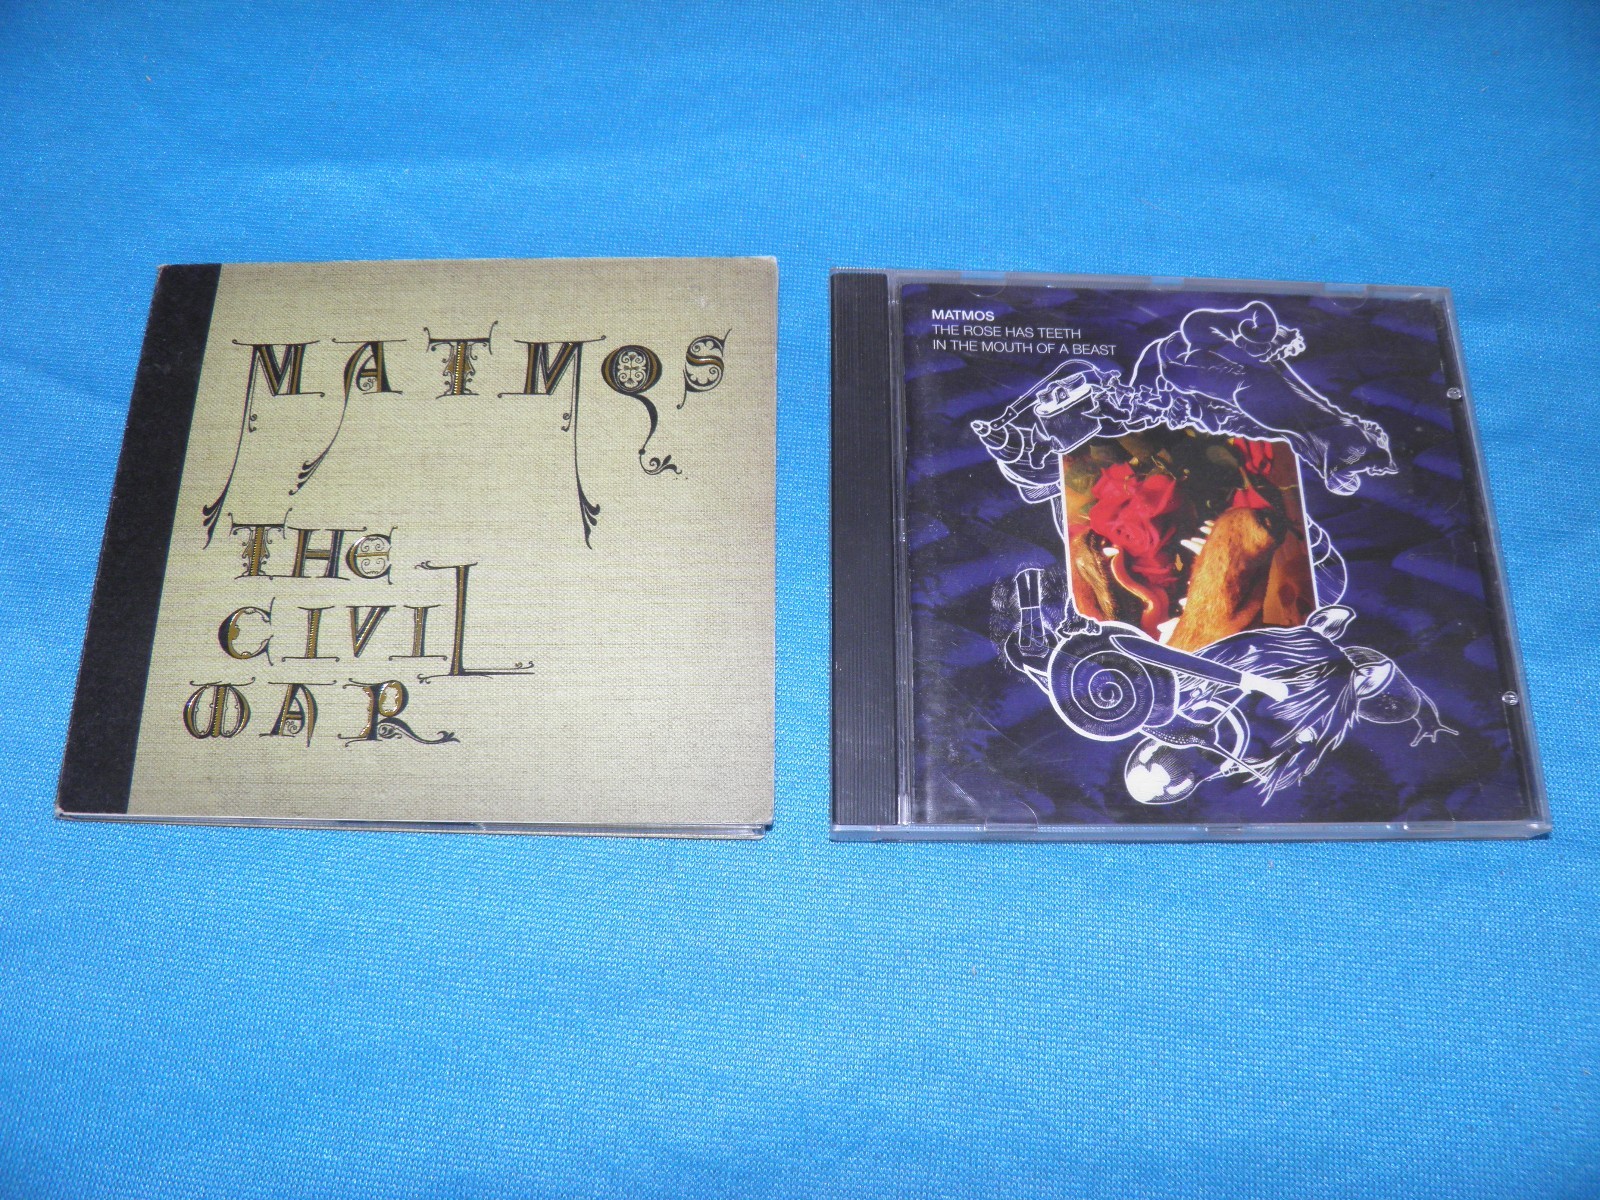 MATMOS
THE
CIVIL
WAR
MATMOS
THE ROSE HAS TEETH
IN THE MOUTH OF A BEAST